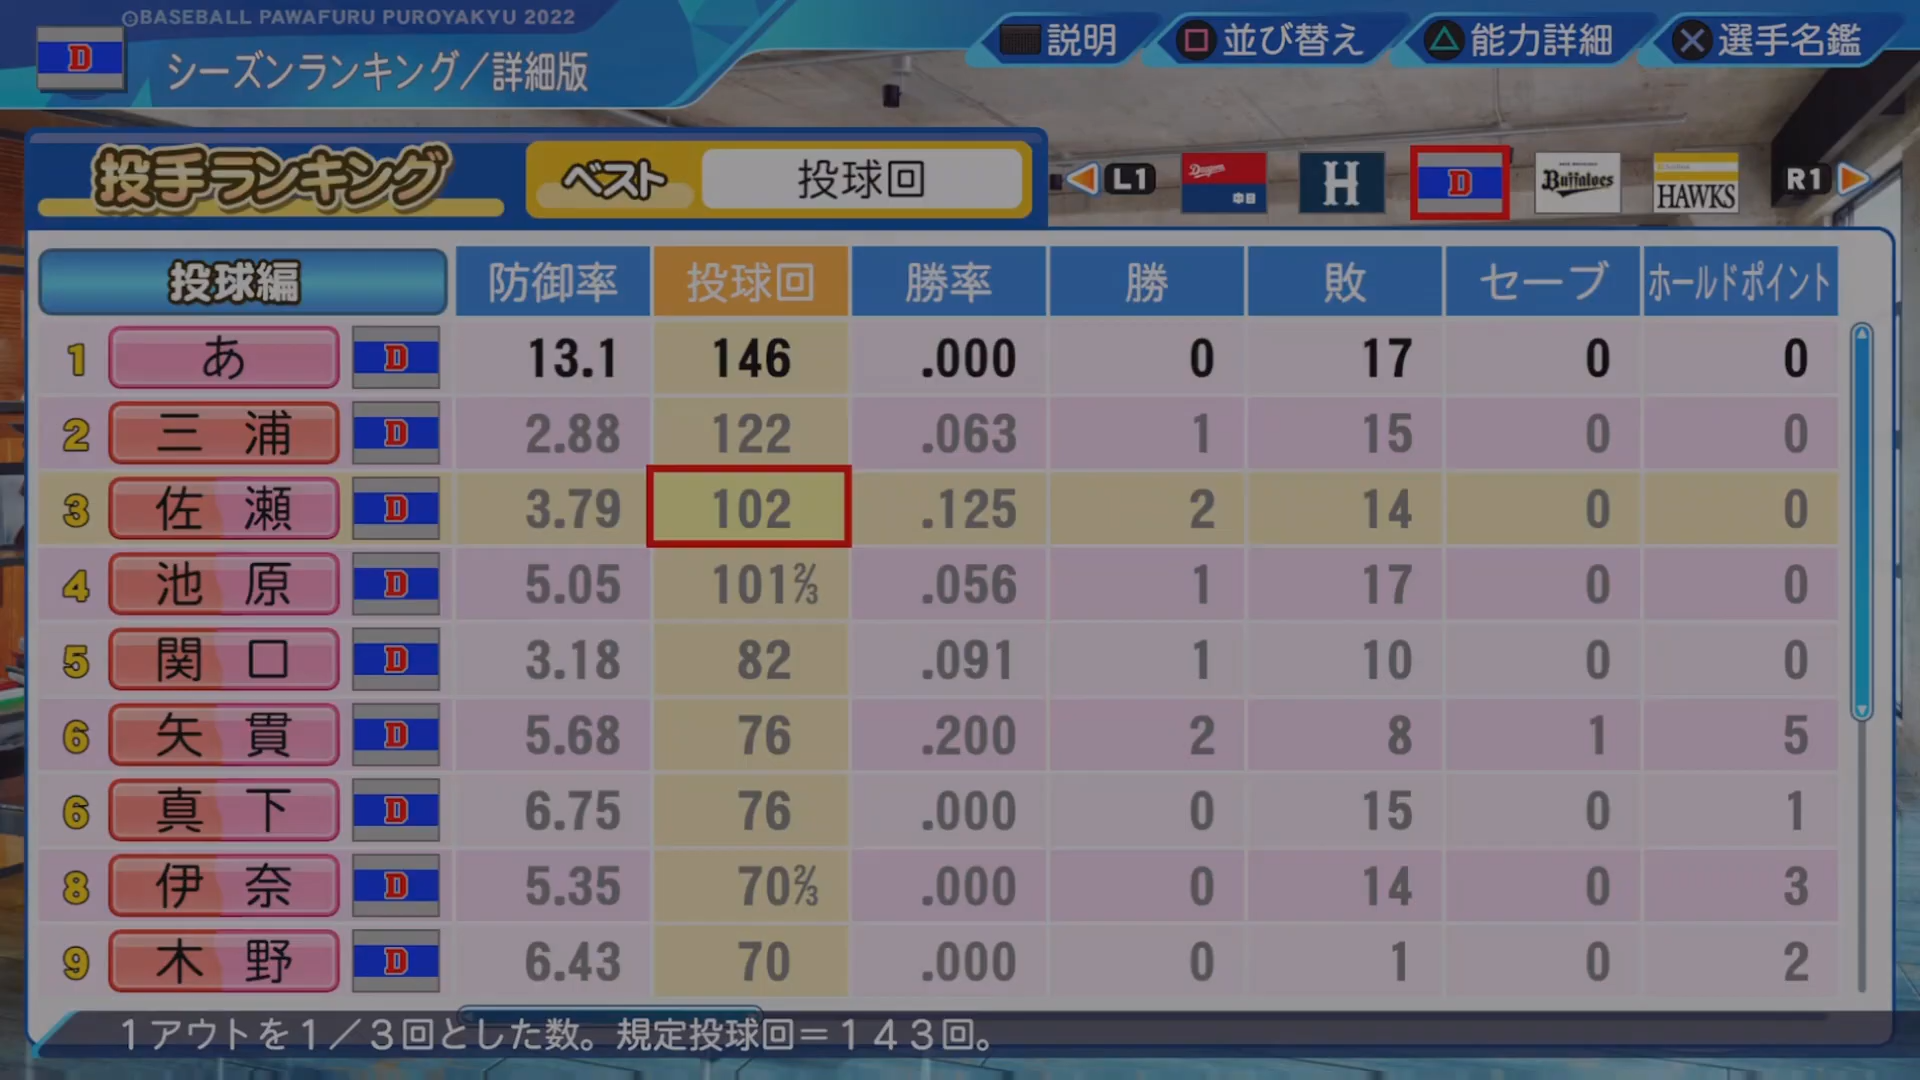 ©BASEBALL PAWAFURU PUROYAKYU 2022
D シーズンランキング／詳細版 説明 並び替え 能力詳細 選手名鑑
投手ランキング ベスト 投球回 L1 Dragons 中日 H D Buffaloes HAWKS R1
投球編 防御率 投球回 勝率 勝 敗 セーブ ホールドポイント
1 あ D 13.1 146 .000 0 17 0 0
2 三浦 D 2.88 122 .063 1 15 0 0
3 佐瀬 D 3.79 102 .125 2 14 0 0
4 池原 D 5.05 101⅔ .056 1 17 0 0
5 関口 D 3.18 82 .091 1 10 0 0
6 矢貫 D 5.68 76 .200 2 8 1 5
6 真下 D 6.75 76 .000 0 15 0 1
8 伊奈 D 5.35 70⅔ .000 0 14 0 3
9 木野 D 6.43 70 .000 0 1 0 2
１アウトを１／３回とした数。規定投球回＝１４３回。